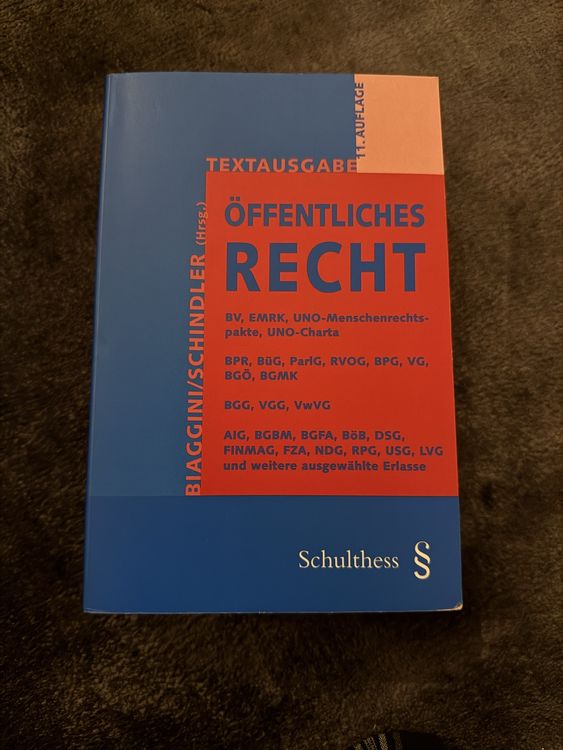 11. AUFLAGE
TEXTAUSGABE
BIAGGINI/SCHINDLER (Hrsg.)
ÖFFENTLICHES
RECHT
BV, EMRK, UNO-Menschenrechts-
pakte, UNO-Charta
BPR, BüG, ParlG, RVOG, BPG, VG,
BGÖ, BGMK
BGG, VGG, VwVG
AIG, BGBM, BGFA, BöB, DSG,
FINMAG, FZA, NDG, RPG, USG, LVG
und weitere ausgewählte Erlasse
Schulthess §